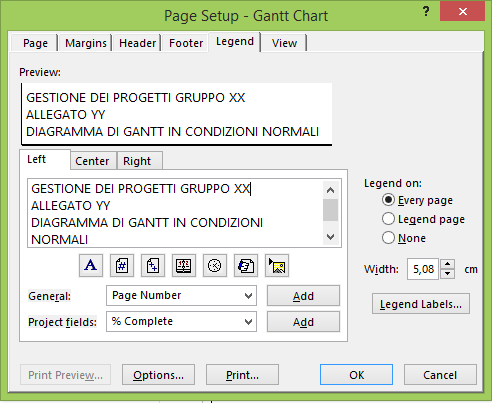 Page Setup - Gantt Chart
?
Page Margins Header Footer Legend View
Preview:
GESTIONE DEI PROGETTI GRUPPO XX
ALLEGATO YY
DIAGRAMMA DI GANTT IN CONDIZIONI NORMALI
Left Center Right
GESTIONE DEI PROGETTI GRUPPO XX
ALLEGATO YY
DIAGRAMMA DI GANTT IN CONDIZIONI
NORMALI
Legend on:
Every page
Legend page
None
Width: 5,08 cm
Legend Labels...
A # +
General: Page Number Add
Project fields: % Complete Add
Print Preview... Options... Print... OK Cancel